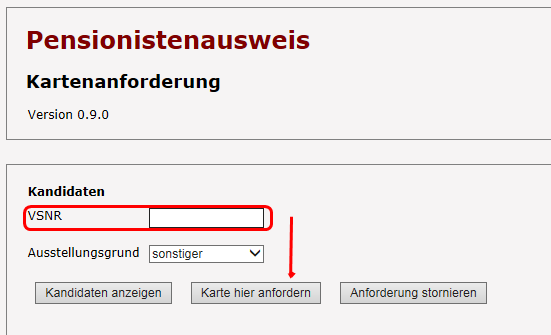 Pensionistenausweis
Kartenanforderung
Version 0.9.0
Kandidaten
VSNR
Ausstellungsgrund sonstiger
Kandidaten anzeigen Karte hier anfordern Anforderung stornieren